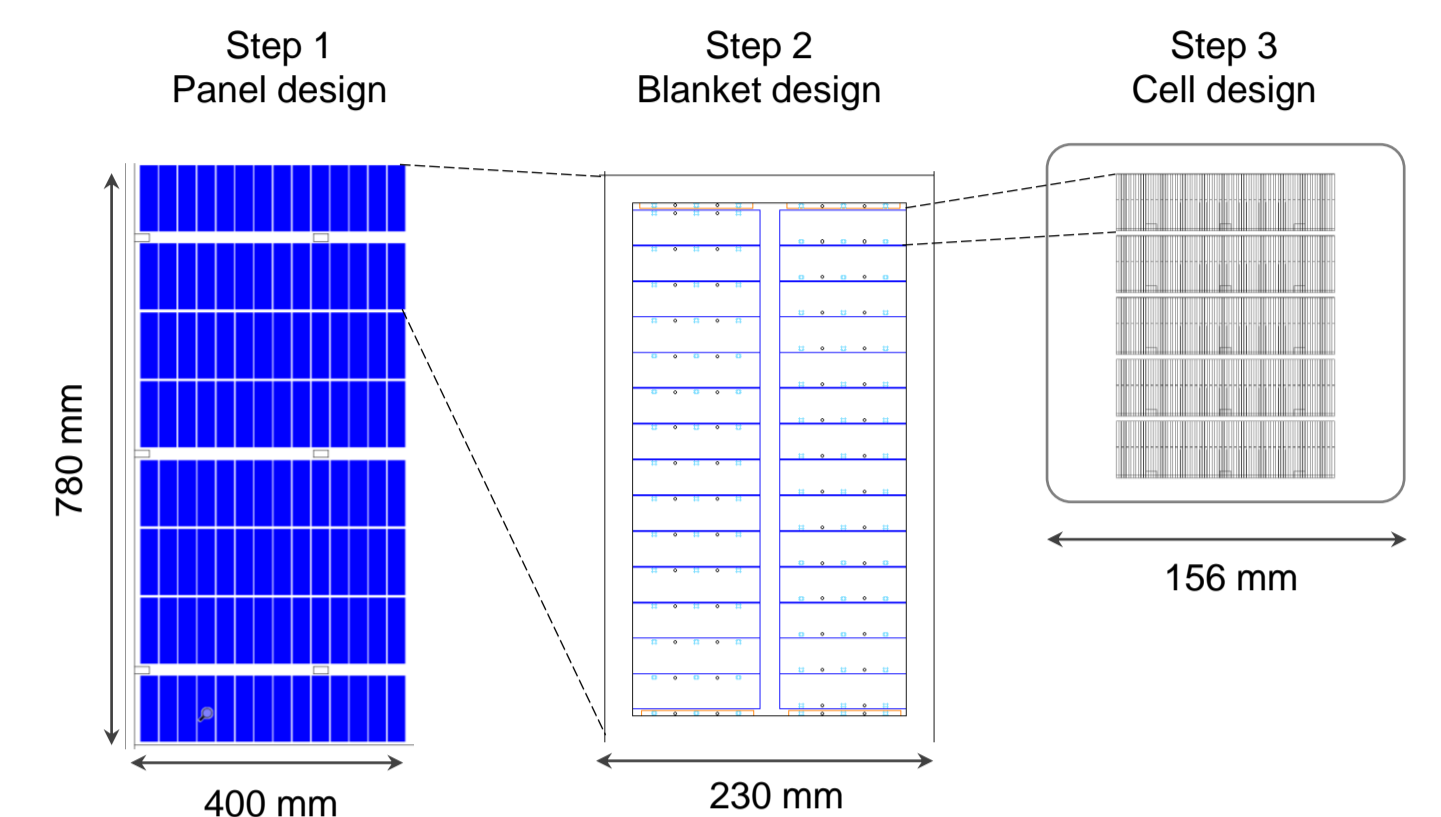 Step 1
Panel design
Step 2
Blanket design
Step 3
Cell design
780 mm
400 mm
230 mm
156 mm